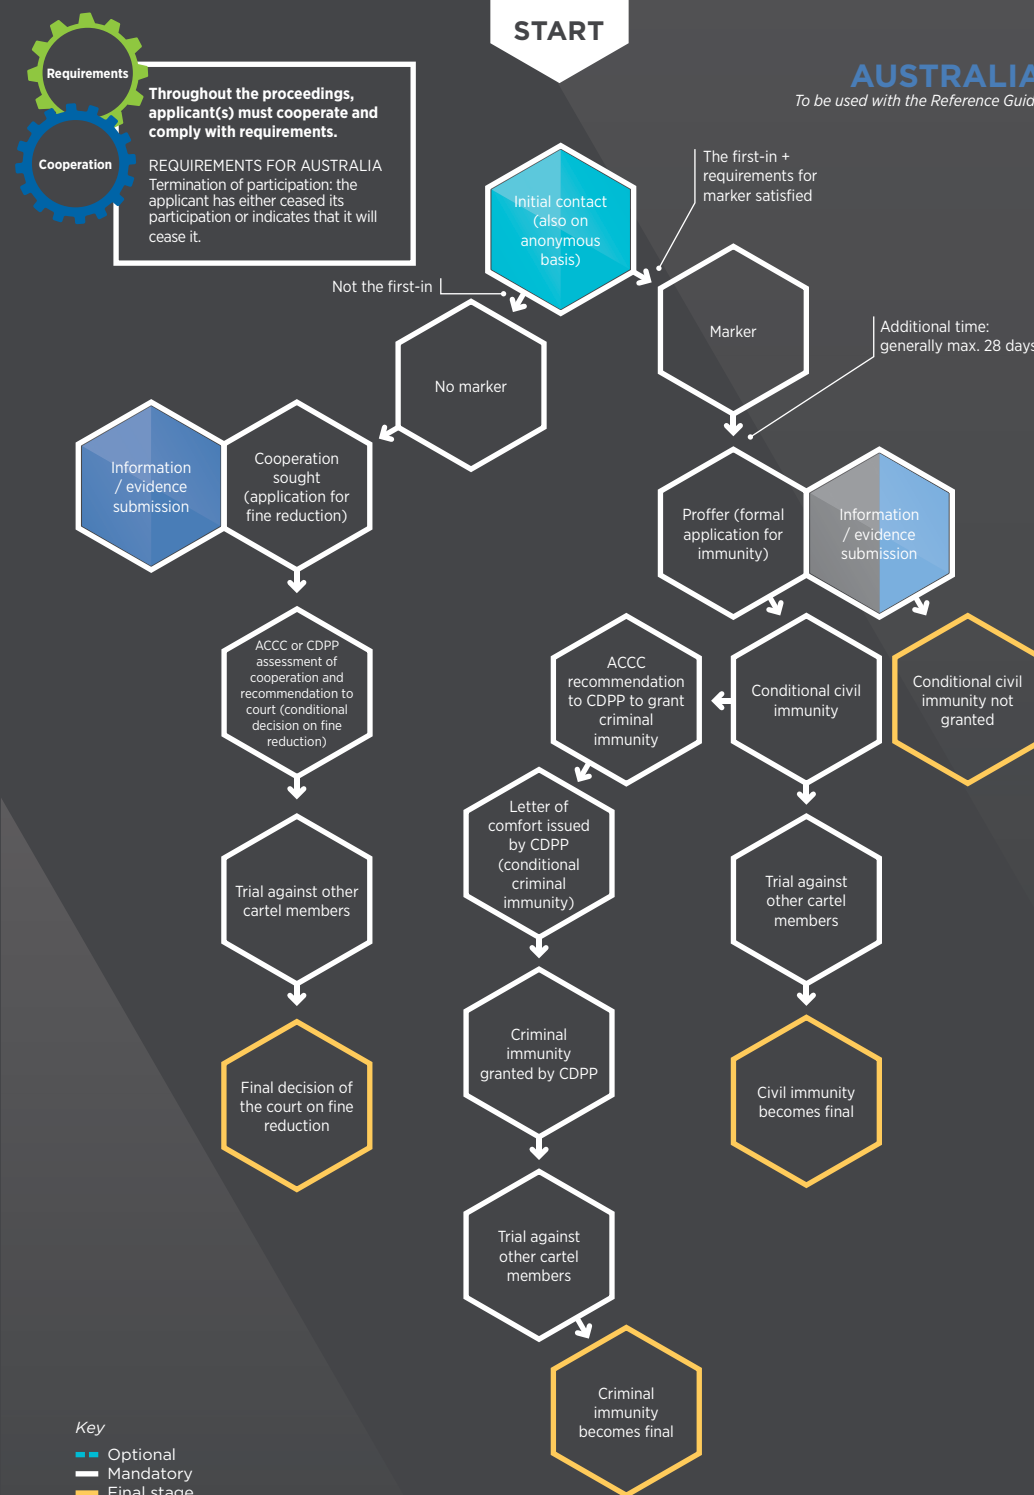 START
Requirements
Cooperation
Throughout the proceedings,
applicant(s) must cooperate and
comply with requirements.
REQUIREMENTS FOR AUSTRALIA
Termination of participation: the
applicant has either ceased its
participation or indicates that it will
cease it.
AUSTRALIA
To be used with the Reference Guid
Initial contact
(also on
anonymous
basis)
The first-in +
requirements for
marker satisfied
Not the first-in
Marker
Additional time:
generally max. 28 days
No marker
Information
/ evidence
submission
Cooperation
sought
(application for
fine reduction)
Proffer (formal
application for
immunity)
Information
/ evidence
submission
ACCC or CDPP
assessment of
cooperation and
recommendation to
court (conditional
decision on fine
reduction)
ACCC
recommendation
to CDPP to grant
criminal
immunity
Conditional civil
immunity
Conditional civil
immunity not
granted
Letter of
comfort issued
by CDPP
(conditional
criminal
immunity)
Trial against other
cartel members
Trial against
other cartel
members
Criminal
immunity
granted by CDPP
Final decision of
the court on fine
reduction
Civil immunity
becomes final
Trial against
other cartel
members
Criminal
immunity
becomes final
Key
Optional
Mandatory
Final stage